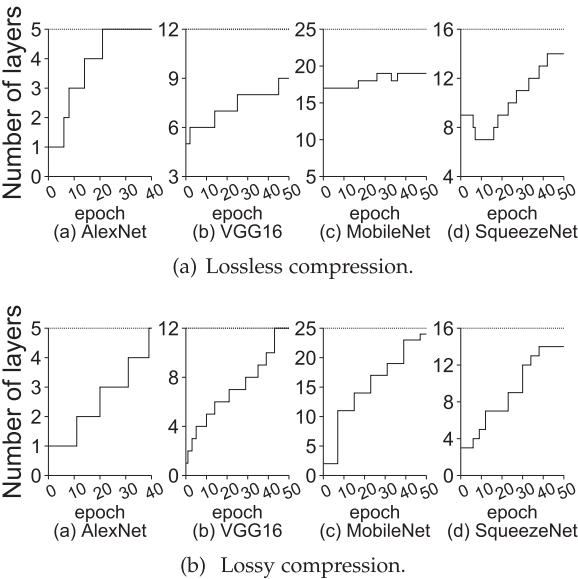 Number of layers
5
4
3
2
1
0
0 10 20 30 40
epoch
(a) AlexNet
12
9
6
3
0 10 20 30 40 50
epoch
(b) VGG16
25
20
15
10
5
0 10 20 30 40 50
epoch
(c) MobileNet
16
12
8
4
0 10 20 30 40 50
epoch
(d) SqueezeNet
(a) Lossless compression.
Number of layers
5
4
3
2
1
0
0 10 20 30 40
epoch
(a) AlexNet
12
8
4
0
0 10 20 30 40 50
epoch
(b) VGG16
25
20
15
10
5
0
0 10 20 30 40 50
epoch
(c) MobileNet
16
12
8
4
0
0 10 20 30 40 50
epoch
(d) SqueezeNet
(b) Lossy compression.